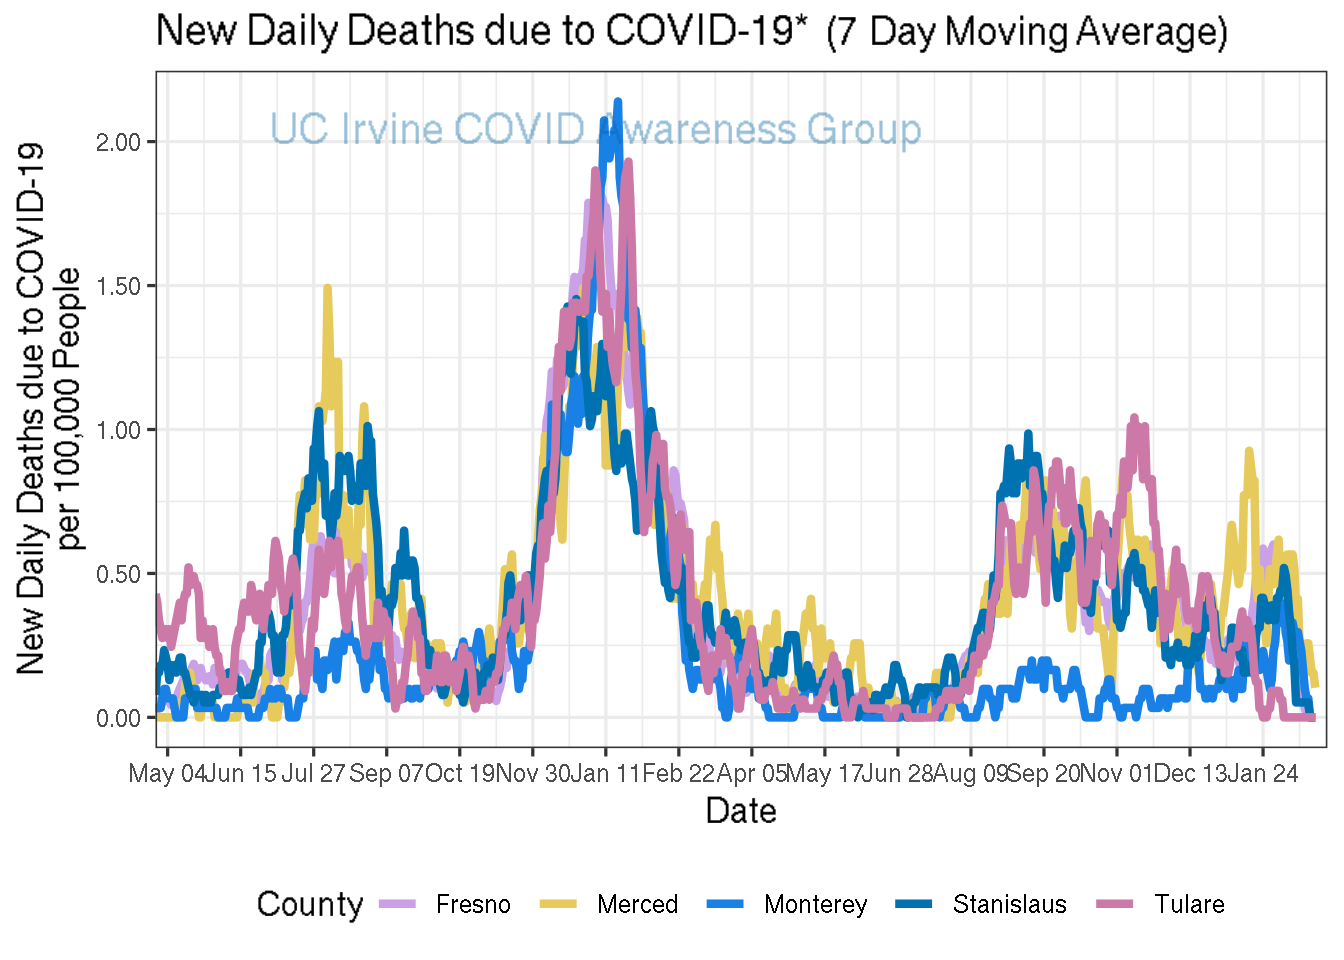 New Daily Deaths due to COVID-19* (7 Day Moving Average)
UC Irvine COVID Awareness Group
New Daily Deaths due to COVID-19
per 100,000 People
2.00
1.50
1.00
0.50
0.00
May 04 Jun 15 Jul 27 Sep 07 Oct 19 Nov 30 Jan 11 Feb 22 Apr 05 May 17 Jun 28 Aug 09 Sep 20 Nov 01 Dec 13 Jan 24
Date
County Fresno Merced Monterey Stanislaus Tulare